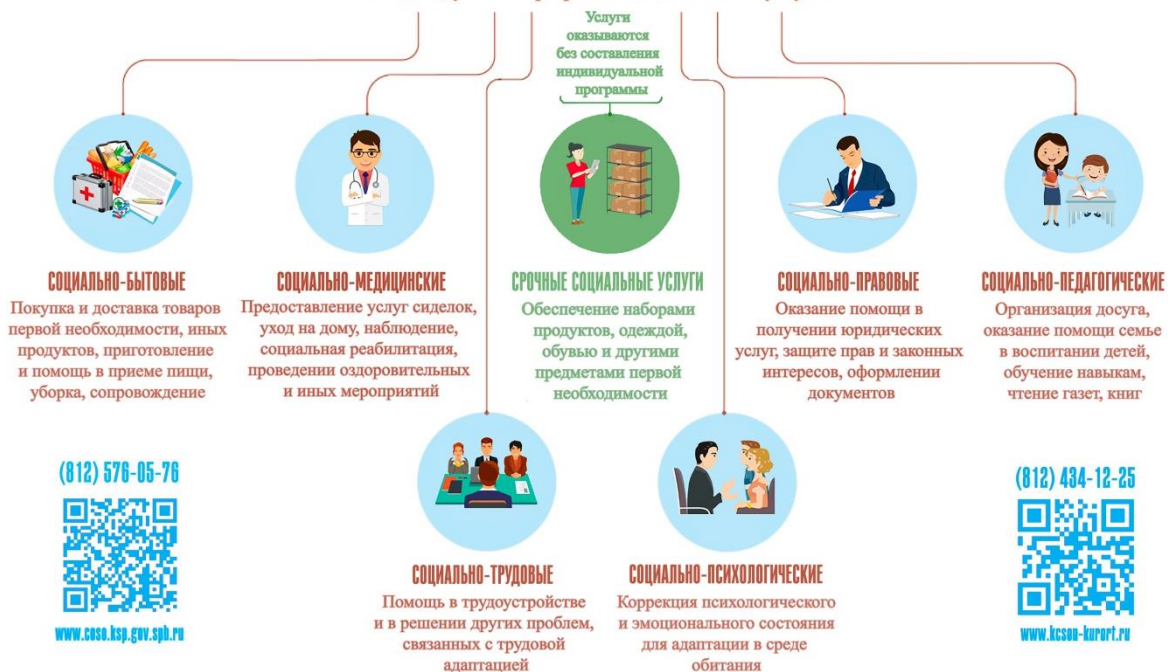 Услуги
оказываются
без составления
индивидуальной
программы
СОЦИАЛЬНО-БЫТОВЫЕ
Покупка и доставка товаров
первой необходимости, иных
продуктов, приготовление
и помощь в приеме пищи,
уборка, сопровождение
СОЦИАЛЬНО-МЕДИЦИНСКИЕ
Предоставление услуг сиделок,
уход на дому, наблюдение,
социальная реабилитация,
проведении оздоровительных
и иных мероприятий
СРОЧНЫЕ СОЦИАЛЬНЫЕ УСЛУГИ
Обеспечение наборами
продуктов, одеждой,
обувью и другими
предметами первой
необходимости
СОЦИАЛЬНО-ПРАВОВЫЕ
Оказание помощи в
получении юридических
услуг, защите прав и законных
интересов, оформлении
документов
СОЦИАЛЬНО-ПЕДАГОГИЧЕСКИЕ
Организация досуга,
оказание помощи семье
в воспитании детей,
обучение навыкам,
чтение газет, книг
(812) 576-05-76
www.coso.ksp.gov.spb.ru
СОЦИАЛЬНО-ТРУДОВЫЕ
Помощь в трудоустройстве
и в решении других проблем,
связанных с трудовой
адаптацией
СОЦИАЛЬНО-ПСИХОЛОГИЧЕСКИЕ
Коррекция психологического
и эмоционального состояния
для адаптации в среде
обитания
(812) 434-12-25
www.kcson-kurort.ru